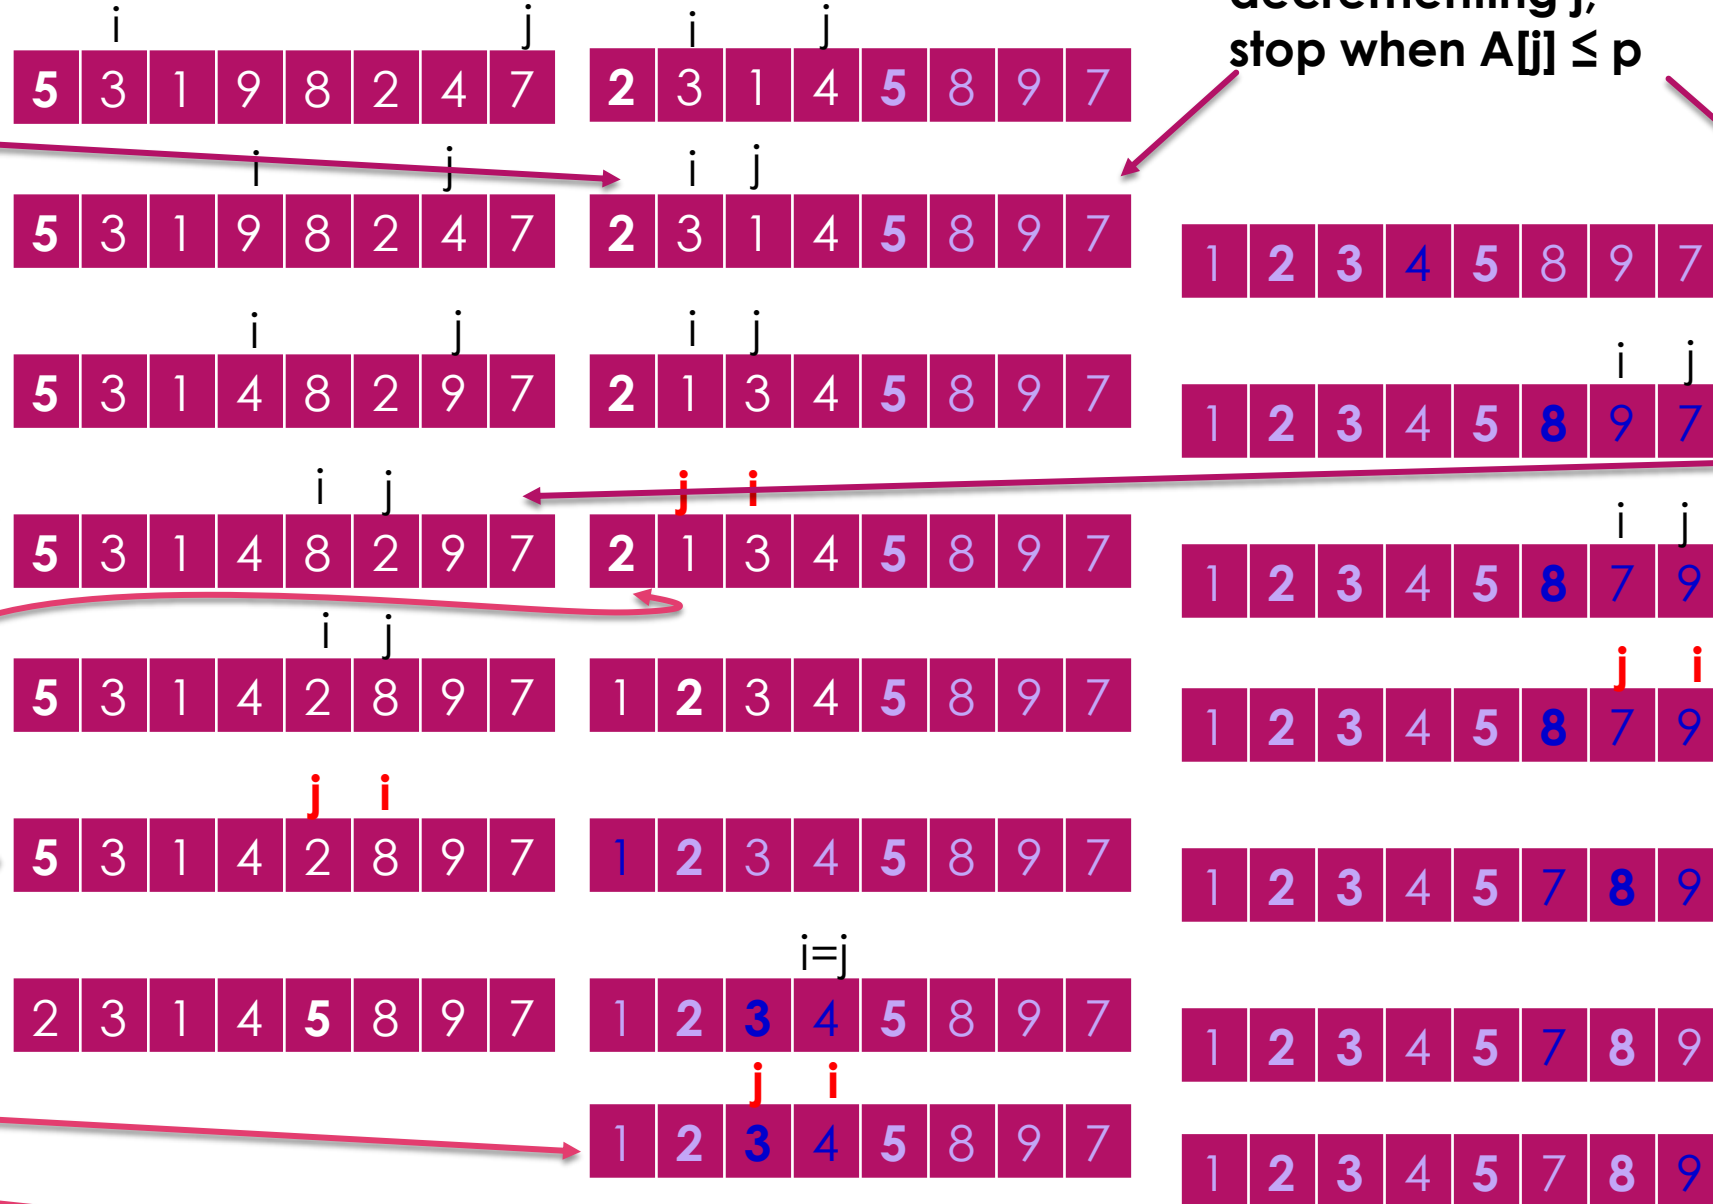 i j
5 3 1 9 8 2 4 7
i j
5 3 1 9 8 2 4 7
i j
5 3 1 4 8 2 9 7
i j
5 3 1 4 8 2 9 7
i j
5 3 1 4 2 8 9 7
j i
5 3 1 4 2 8 9 7
2 3 1 4 5 8 9 7
i j
2 3 1 4 5 8 9 7
i j
2 3 1 4 5 8 9 7
i j
2 1 3 4 5 8 9 7
j i
2 1 3 4 5 8 9 7
1 2 3 4 5 8 9 7
1 2 3 4 5 8 9 7
i=j
1 2 3 4 5 8 9 7
j i
1 2 3 4 5 8 9 7
decrementing j,
stop when A[j] ≤ p
1 2 3 4 5 8 9 7
i j
1 2 3 4 5 8 9 7
i j
1 2 3 4 5 8 7 9
j i
1 2 3 4 5 8 7 9
1 2 3 4 5 7 8 9
1 2 3 4 5 7 8 9
1 2 3 4 5 7 8 9